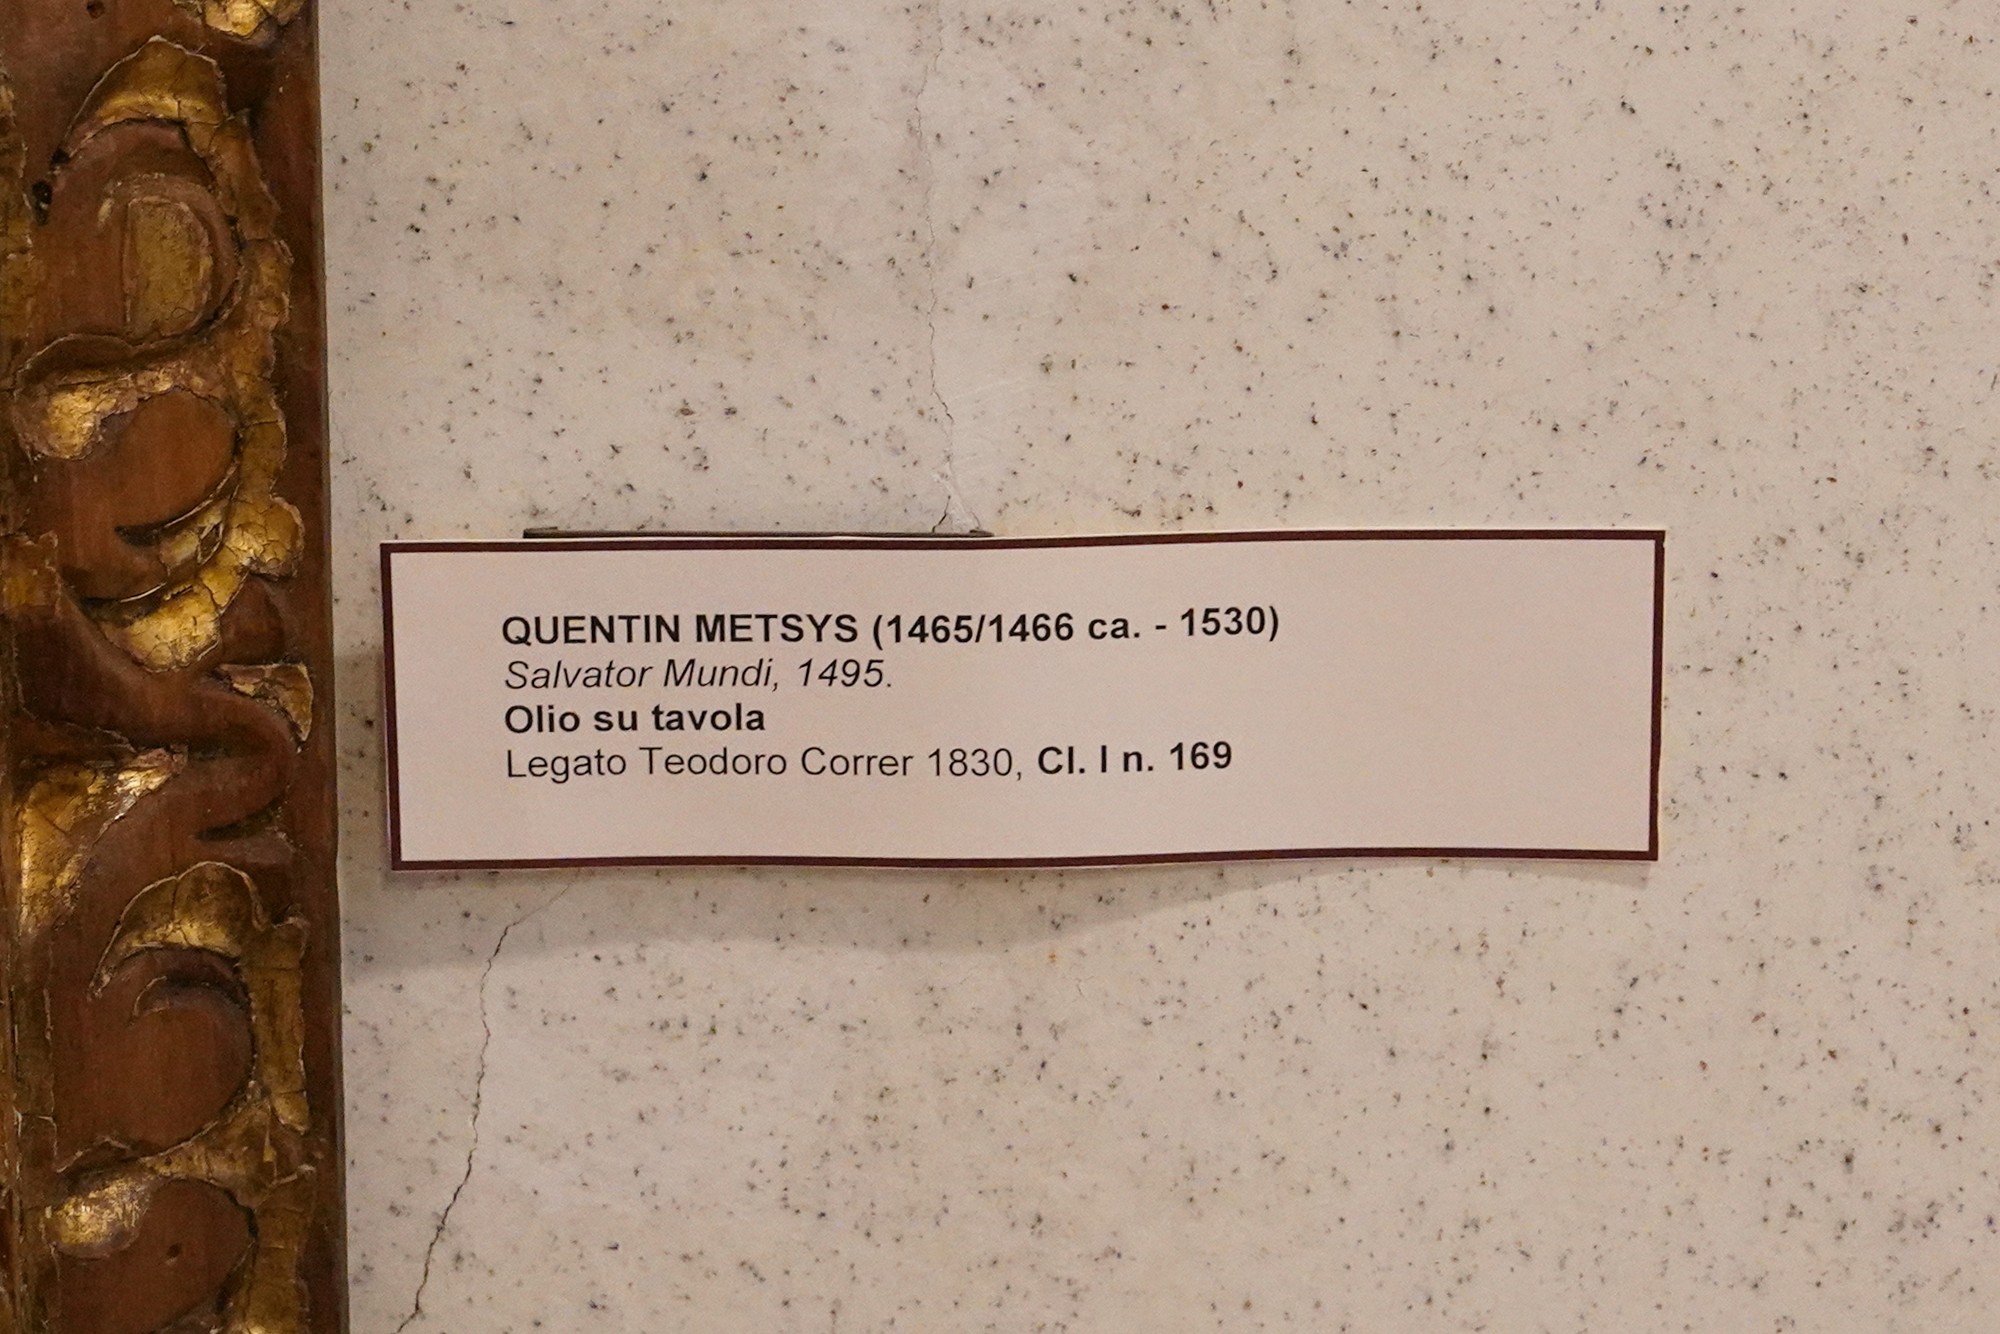 QUENTIN METSYS (1465/1466 ca. - 1530)
Salvator Mundi, 1495.
Olio su tavola
Legato Teodoro Correr 1830, Cl. I n. 169